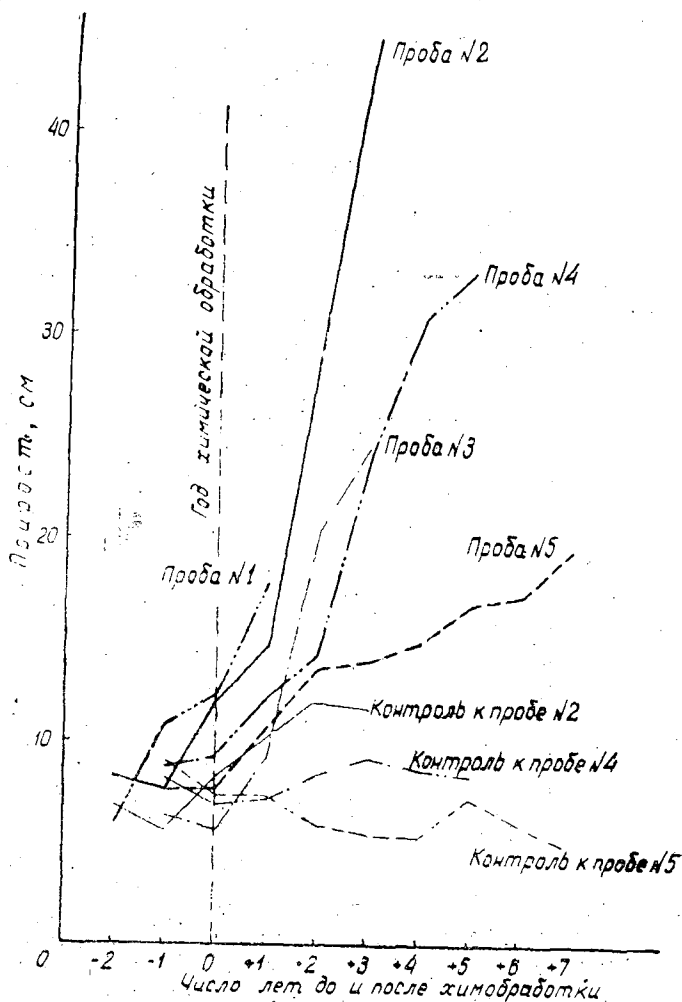 Проба №2
40
Год химической обработки
Проба №4
30
Прирост, см
Проба №3
20
Проба №5
Проба №1
Контроль к пробе №2
10
Контроль к пробе №4
Контроль к пробе №5
0 -2 -1 0 +1 +2 +3 +4 +5 +6 +7
Число лет до и после химобработки